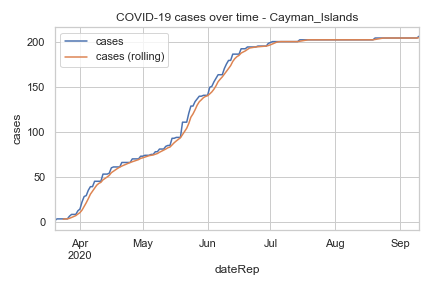 COVID-19 cases over time - Cayman_Islands
cases
cases (rolling)
cases
200
150
100
50
0
Apr
2020
May
Jun
Jul
Aug
Sep
dateRep